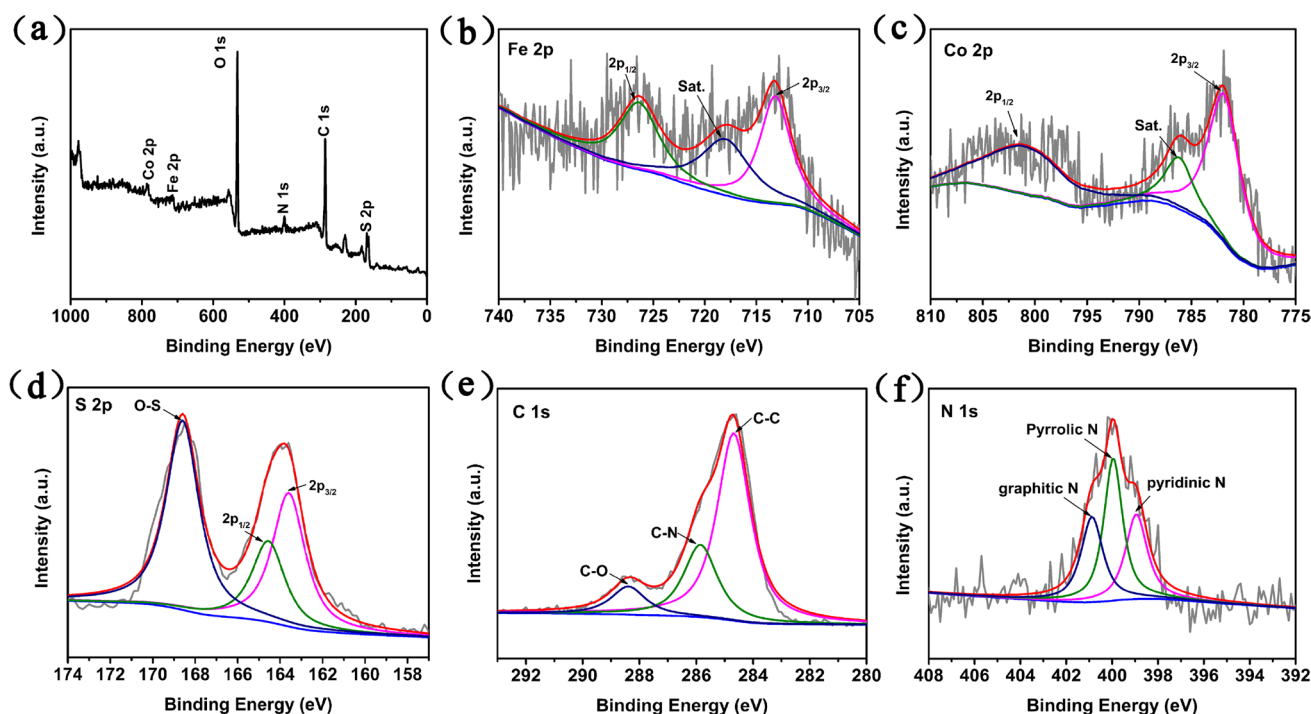 (a)
O 1s
C 1s
Co 2p
Fe 2p
N 1s
S 2p
Intensity (a.u.)
1000 800 600 400 200 0
Binding Energy (eV)
(b)
Fe 2p
2p1/2
Sat.
2p3/2
Intensity (a.u.)
740 735 730 725 720 715 710 705
Binding Energy (eV)
(c)
Co 2p
2p3/2
2p1/2
Sat.
Intensity (a.u.)
810 805 800 795 790 785 780 775
Binding Energy (eV)
(d)
S 2p
O-S
2p3/2
2p1/2
Intensity (a.u.)
174 172 170 168 166 164 162 160 158
Binding Energy (eV)
(e)
C 1s
C-C
C-N
C-O
Intensity (a.u.)
292 290 288 286 284 282 280
Binding Energy (eV)
(f)
N 1s
Pyrrolic N
graphitic N
pyridinic N
Intensity (a.u.)
408 406 404 402 400 398 396 394 392
Binding Energy (eV)